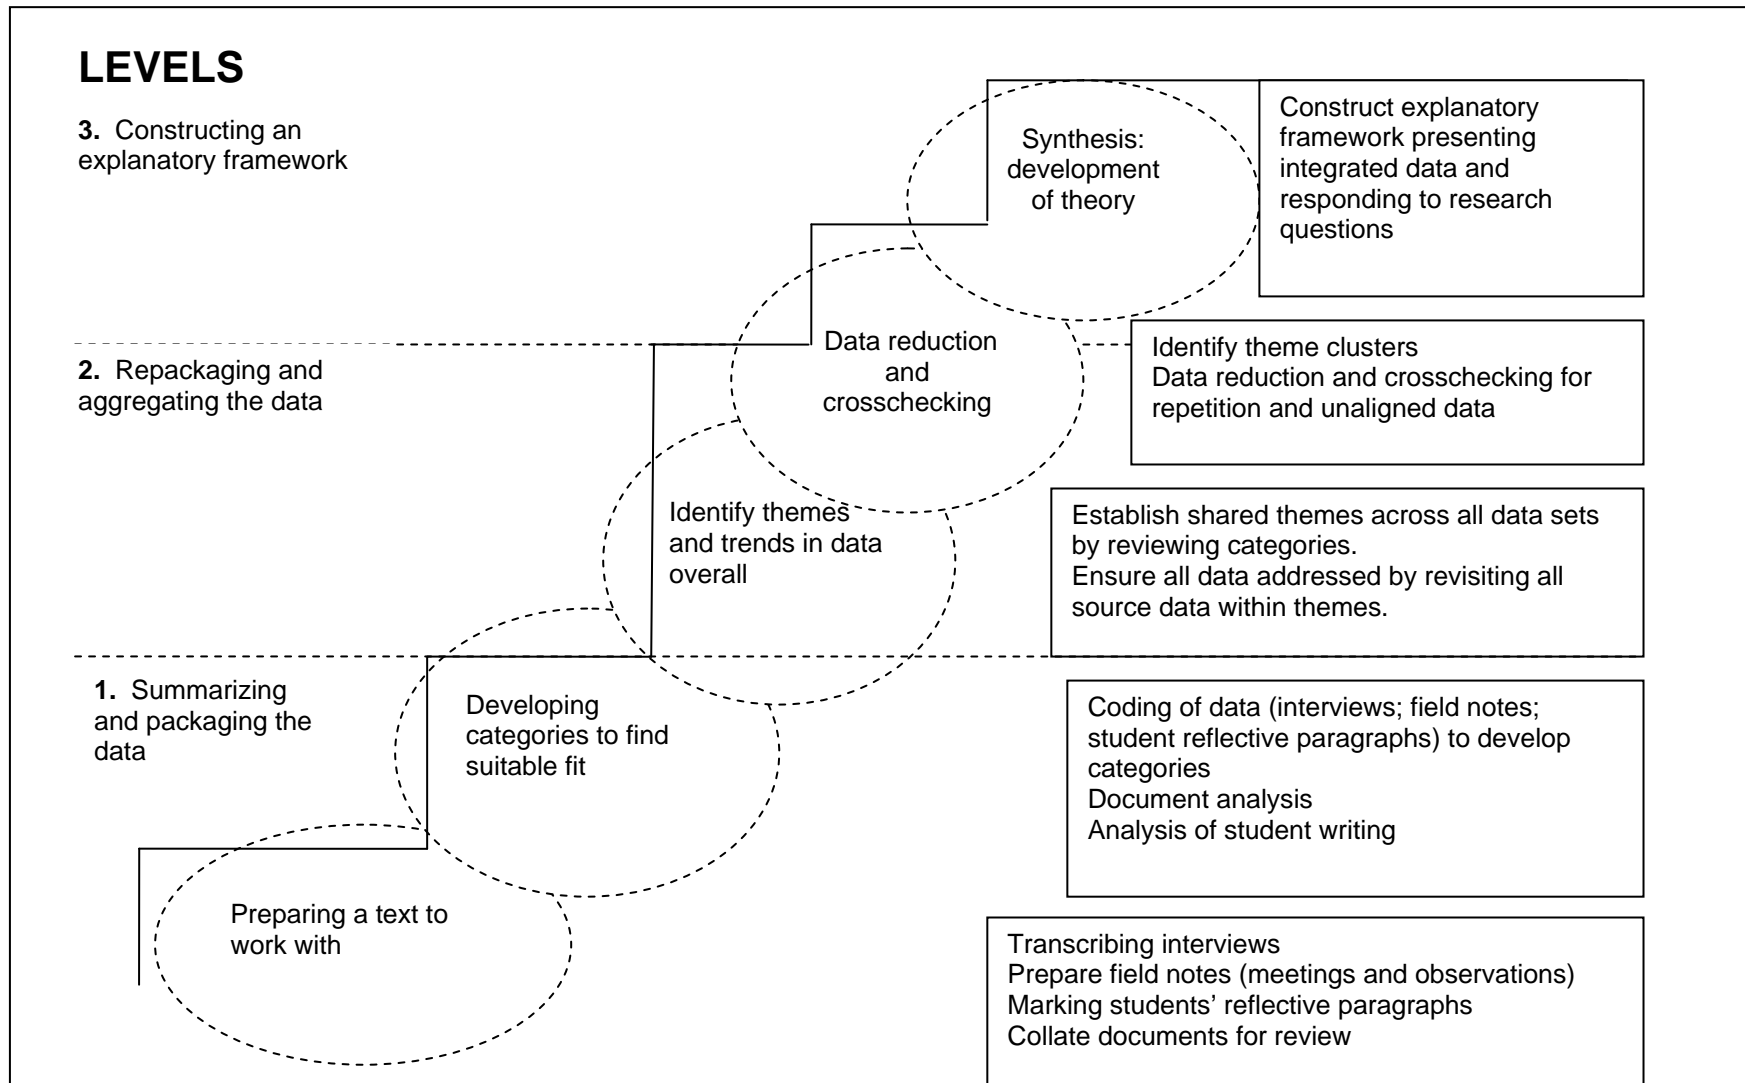 LEVELS
3. Constructing an
explanatory framework
Synthesis:
development
of theory
Construct explanatory
framework presenting
integrated data and
responding to research
questions
2. Repackaging and
aggregating the data
Data reduction
and
crosschecking
Identify theme clusters
Data reduction and crosschecking for
repetition and unaligned data
Identify themes
and trends in data
overall
Establish shared themes across all data sets
by reviewing categories.
Ensure all data addressed by revisiting all
source data within themes.
1. Summarizing
and packaging the
data
Developing
categories to find
suitable fit
Coding of data (interviews; field notes;
student reflective paragraphs) to develop
categories
Document analysis
Analysis of student writing
Preparing a text to
work with
Transcribing interviews
Prepare field notes (meetings and observations)
Marking students’ reflective paragraphs
Collate documents for review